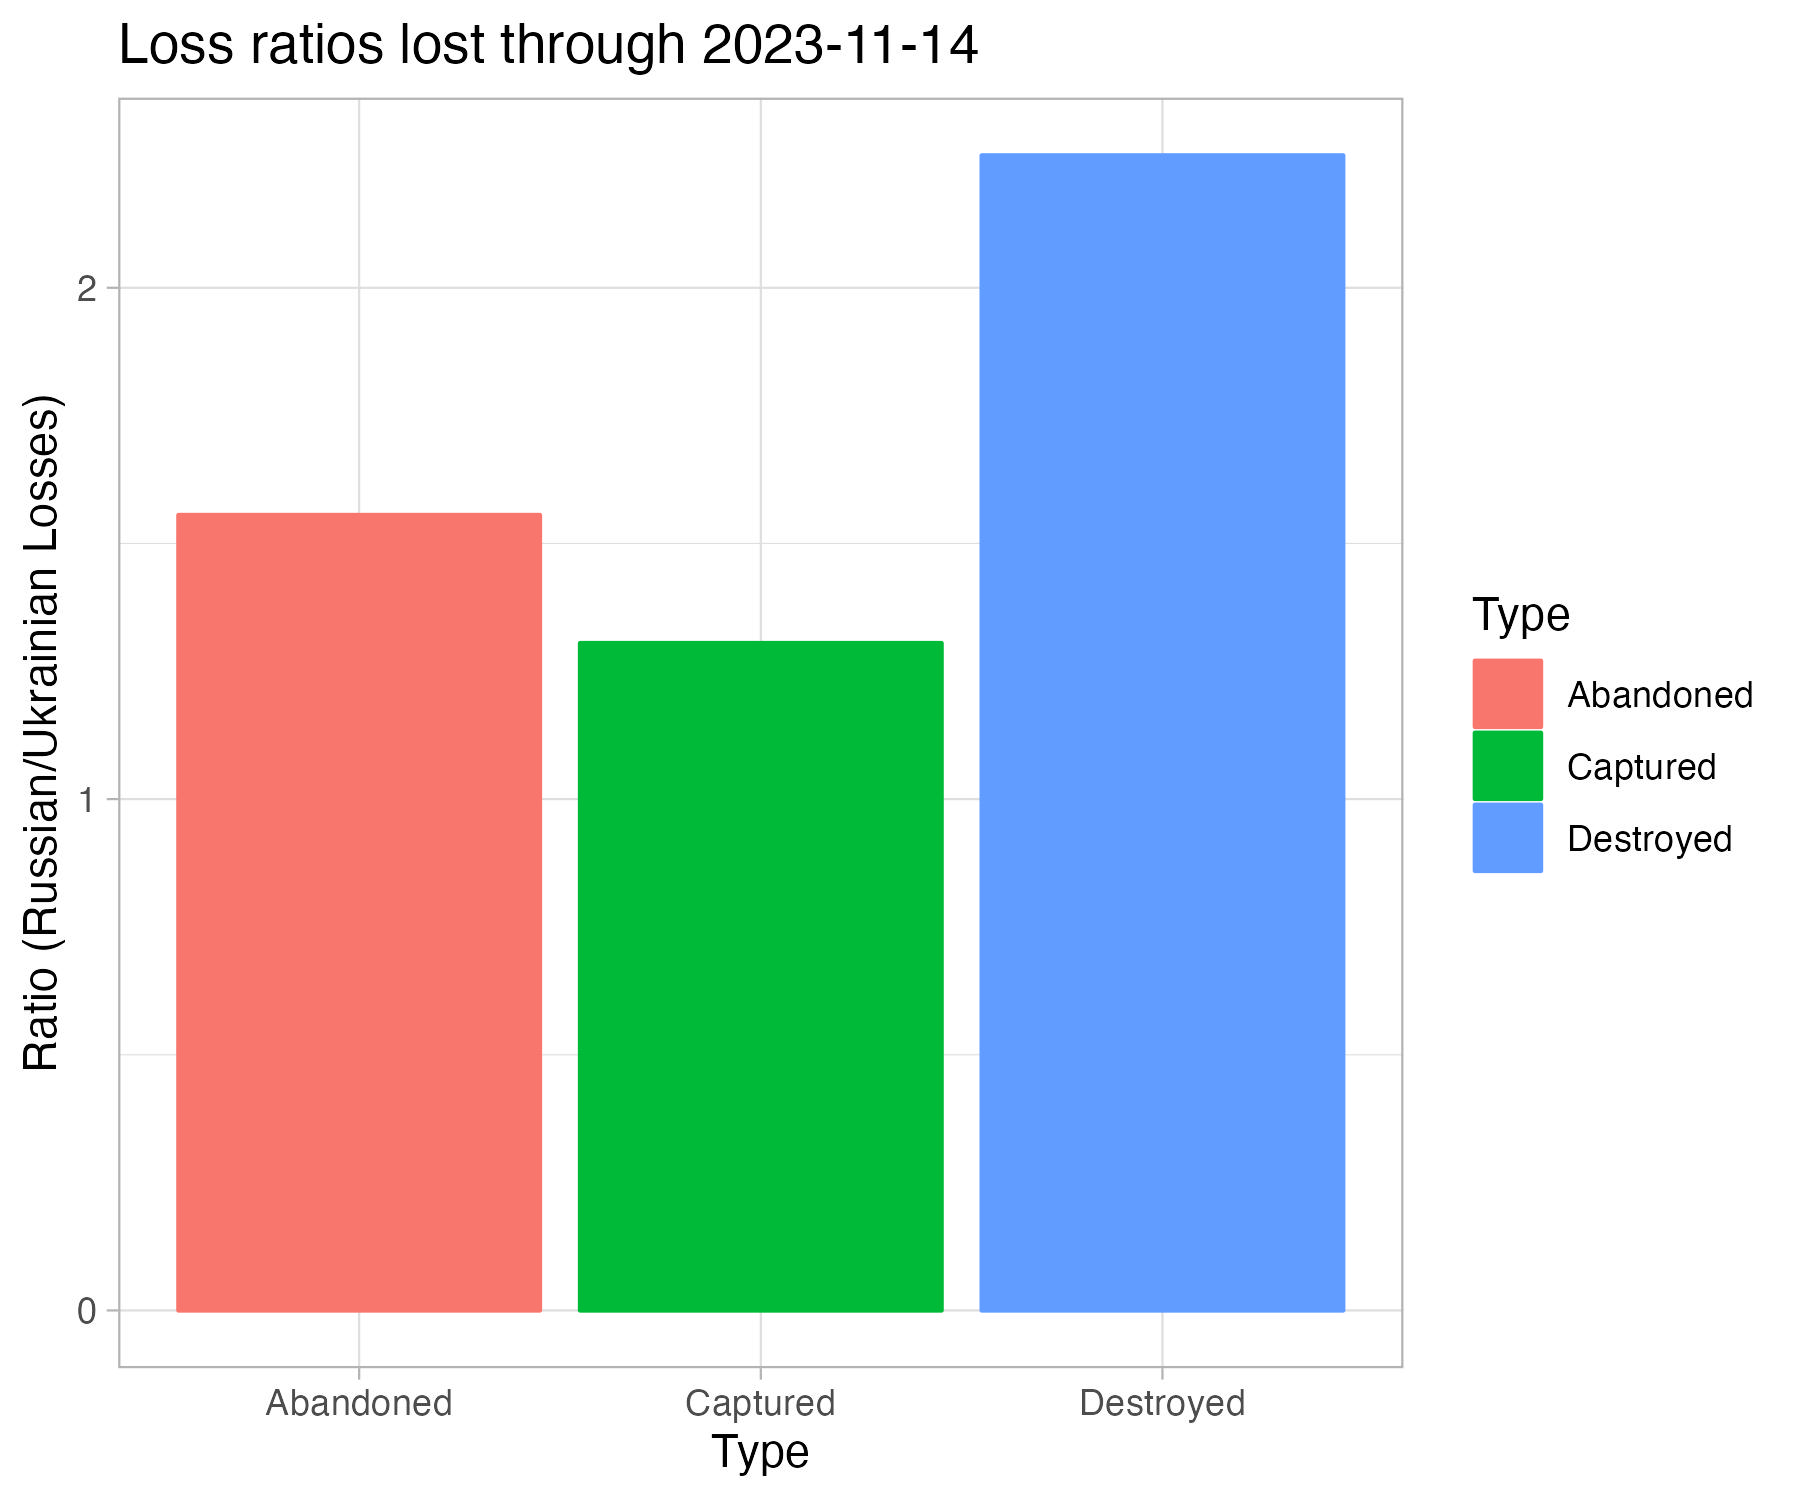 Loss ratios lost through 2023-11-14
Ratio (Russian/Ukrainian Losses)
2
1
0
Abandoned
Captured
Destroyed
Type
Type
Abandoned
Captured
Destroyed